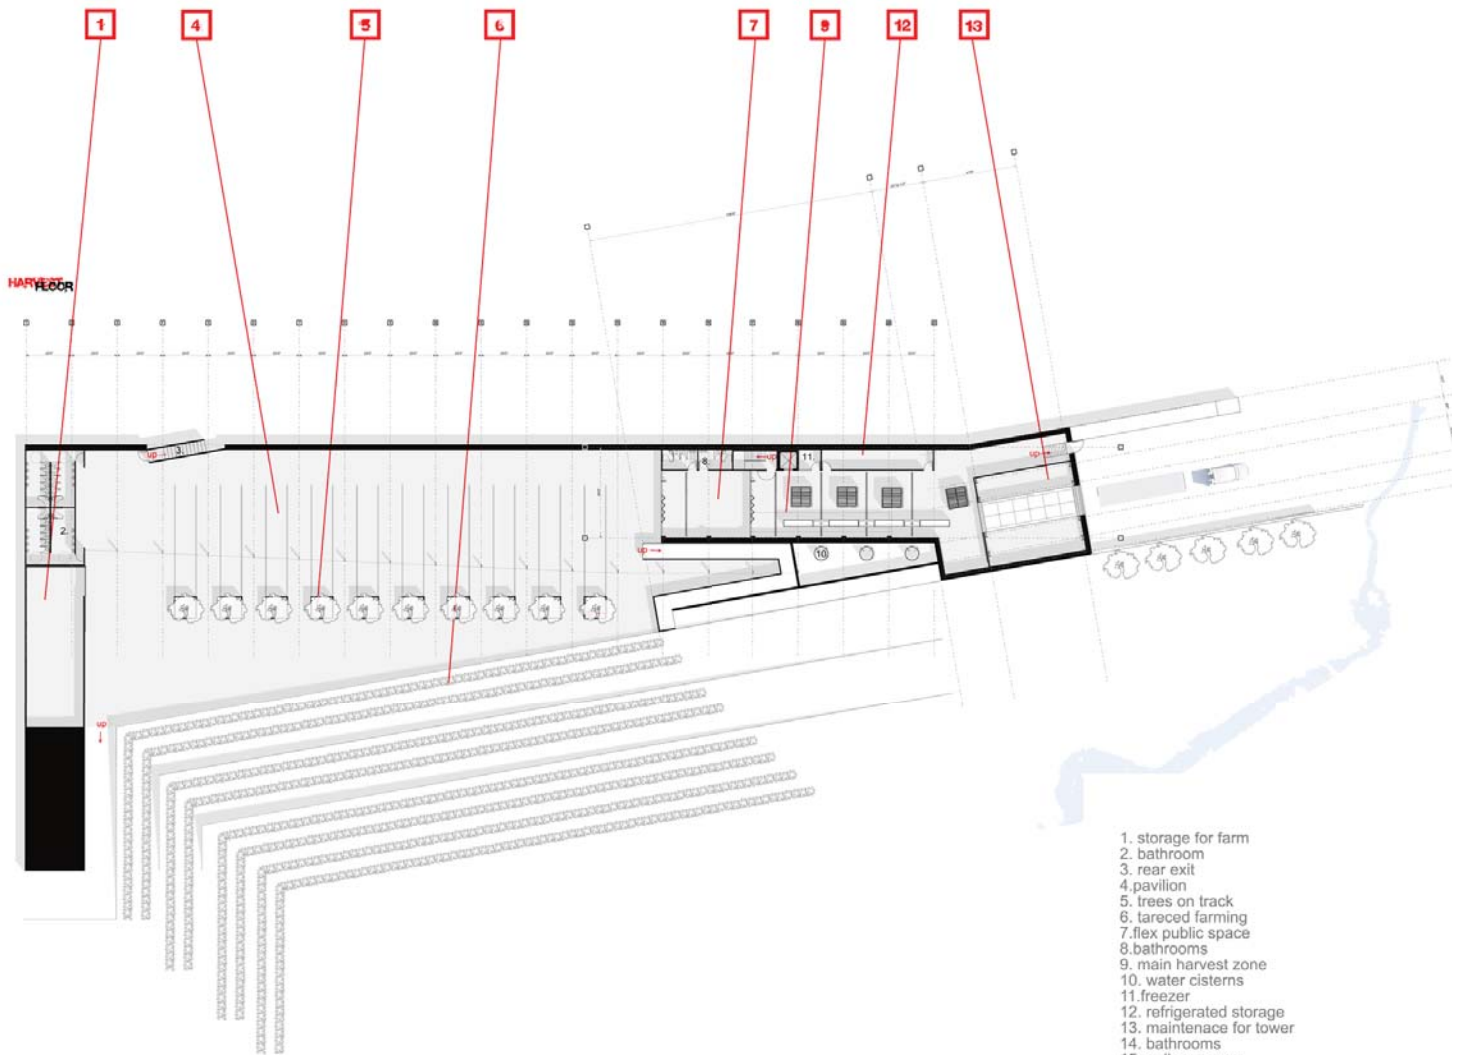 1 4 5 6 7 9 12 13
HARVEST
FLOOR
3.
up
8.
up
11.
up
2.
up
10.
up
1. storage for farm
2. bathroom
3. rear exit
4.pavilion
5. trees on track
6. tareced farming
7.flex public space
8.bathrooms
9. main harvest zone
10. water cisterns
11.freezer
12. refrigerated storage
13. maintenace for tower
14. bathrooms